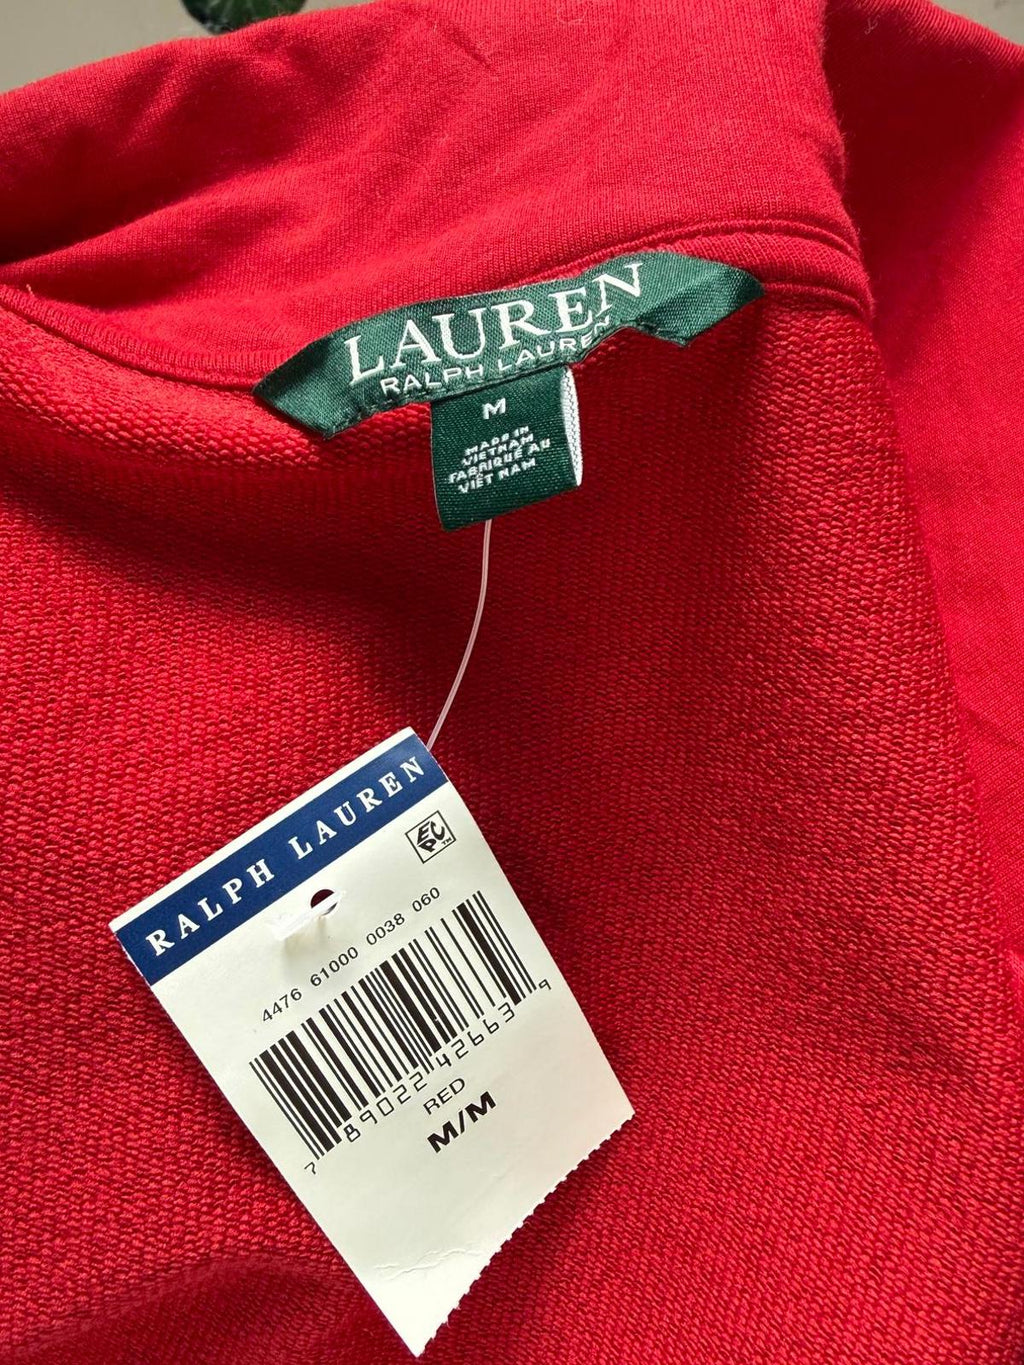 LAUREN
RALPH LAUREN
M
MADE IN
VIETNAM
FABRIQUÉ AU
VIÊT NAM
RALPH LAUREN
EPC™
4476 61000 0038 060
7 89022 42663 9
RED
M/M